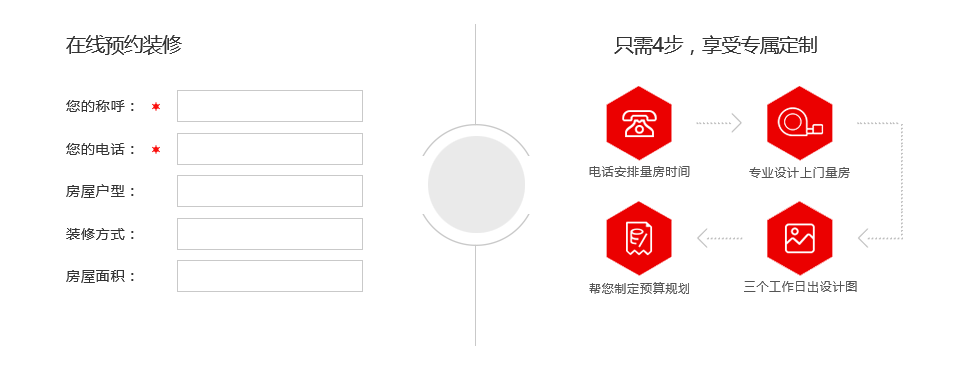 在线预约装修
您的称呼：
您的电话：
房屋户型：
装修方式：
房屋面积：
只需4步，享受专属定制
电话安排量房时间
专业设计上门量房
帮您制定预算规划
三个工作日出设计图